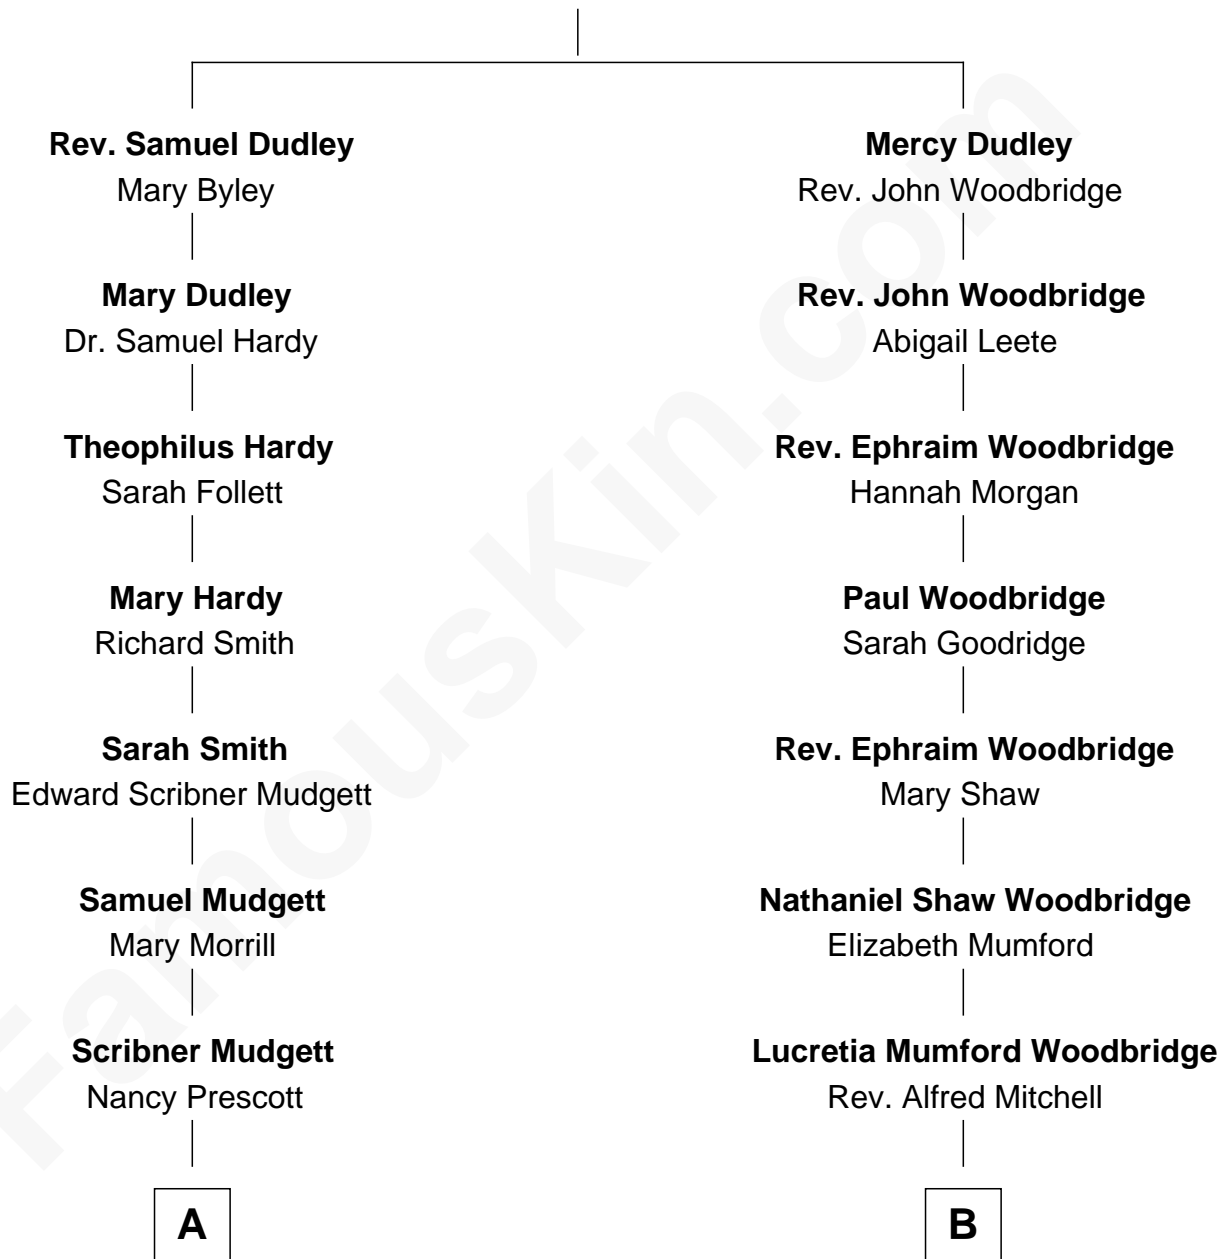 Rev. Samuel Dudley
Mary Byley
Mary Dudley
Dr. Samuel Hardy
Theophilus Hardy
Sarah Follett
Mary Hardy
Richard Smith
Sarah Smith
Edward Scribner Mudgett
Samuel Mudgett
Mary Morrill
Scribner Mudgett
Nancy Prescott
A
Mercy Dudley
Rev. John Woodbridge
Rev. John Woodbridge
Abigail Leete
Rev. Ephraim Woodbridge
Hannah Morgan
Paul Woodbridge
Sarah Goodridge
Rev. Ephraim Woodbridge
Mary Shaw
Nathaniel Shaw Woodbridge
Elizabeth Mumford
Lucretia Mumford Woodbridge
Rev. Alfred Mitchell
B
FamousKin.com